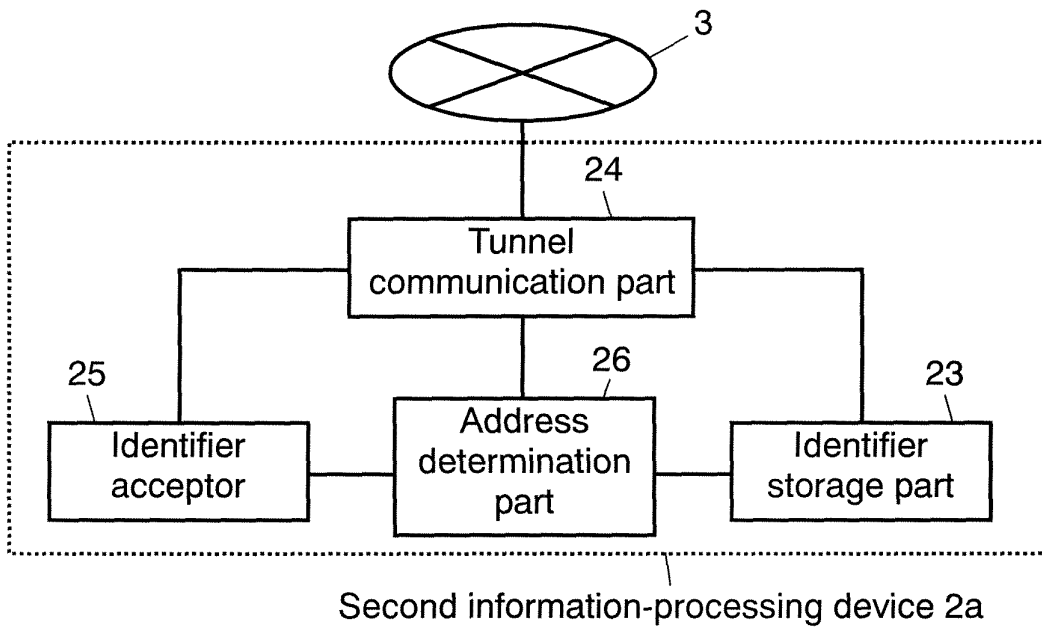 3
24
Tunnel
communication part
25
26
23
Identifier
acceptor
Address
determination
part
Identifier
storage part
Second information-processing device 2a